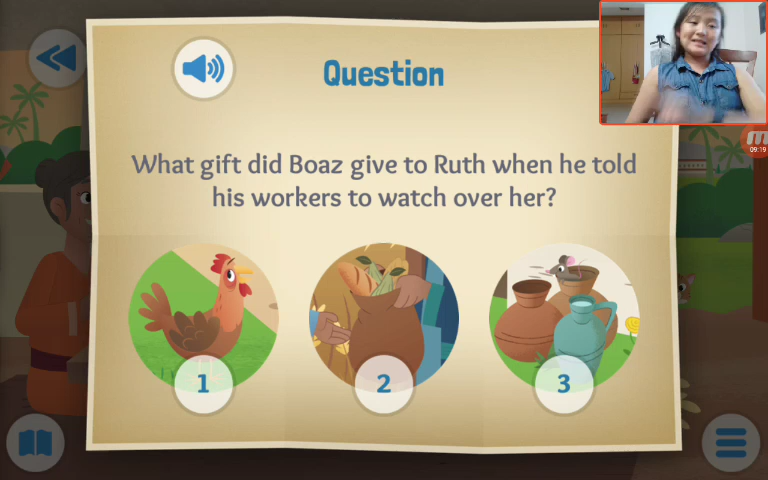 Question
09:19
What gift did Boaz give to Ruth when he told
his workers to watch over her?
1
2
3